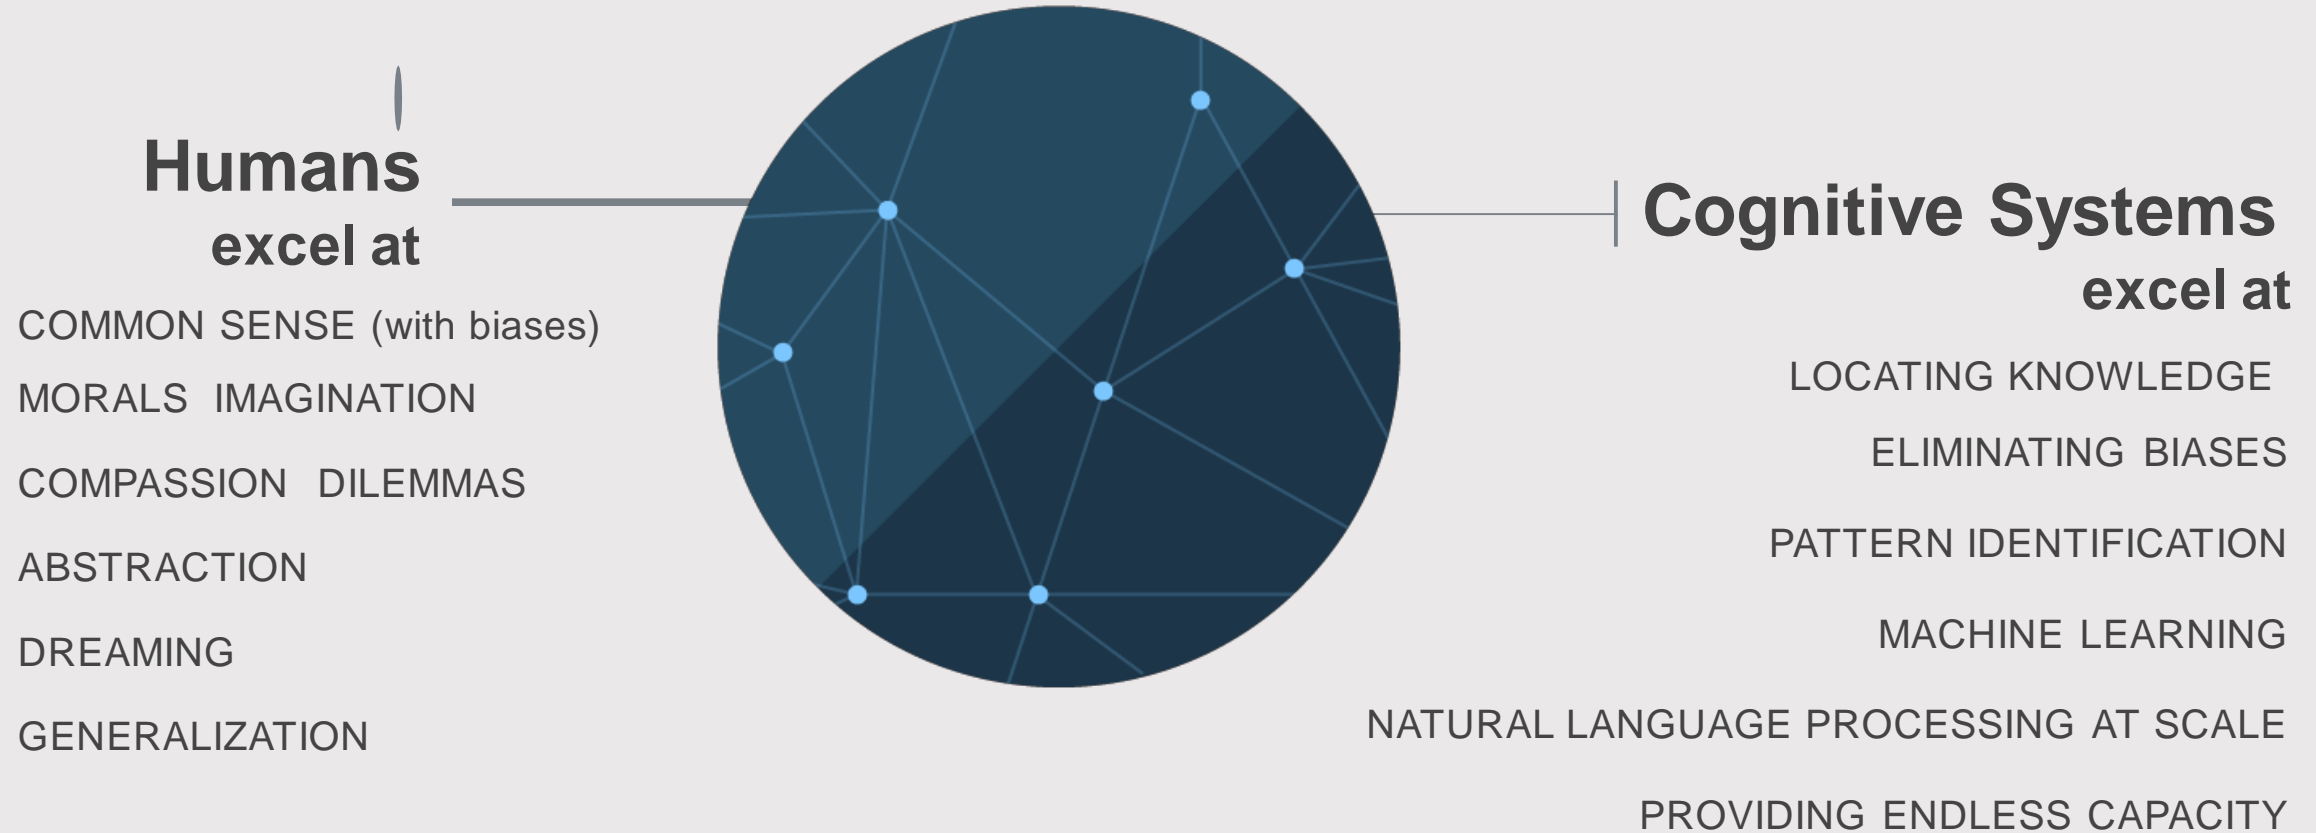 Humans
excel at
COMMON SENSE (with biases)
MORALS IMAGINATION
COMPASSION DILEMMAS
ABSTRACTION
DREAMING
GENERALIZATION
Cognitive Systems
excel at
LOCATING KNOWLEDGE
ELIMINATING BIASES
PATTERN IDENTIFICATION
MACHINE LEARNING
NATURAL LANGUAGE PROCESSING AT SCALE
PROVIDING ENDLESS CAPACITY